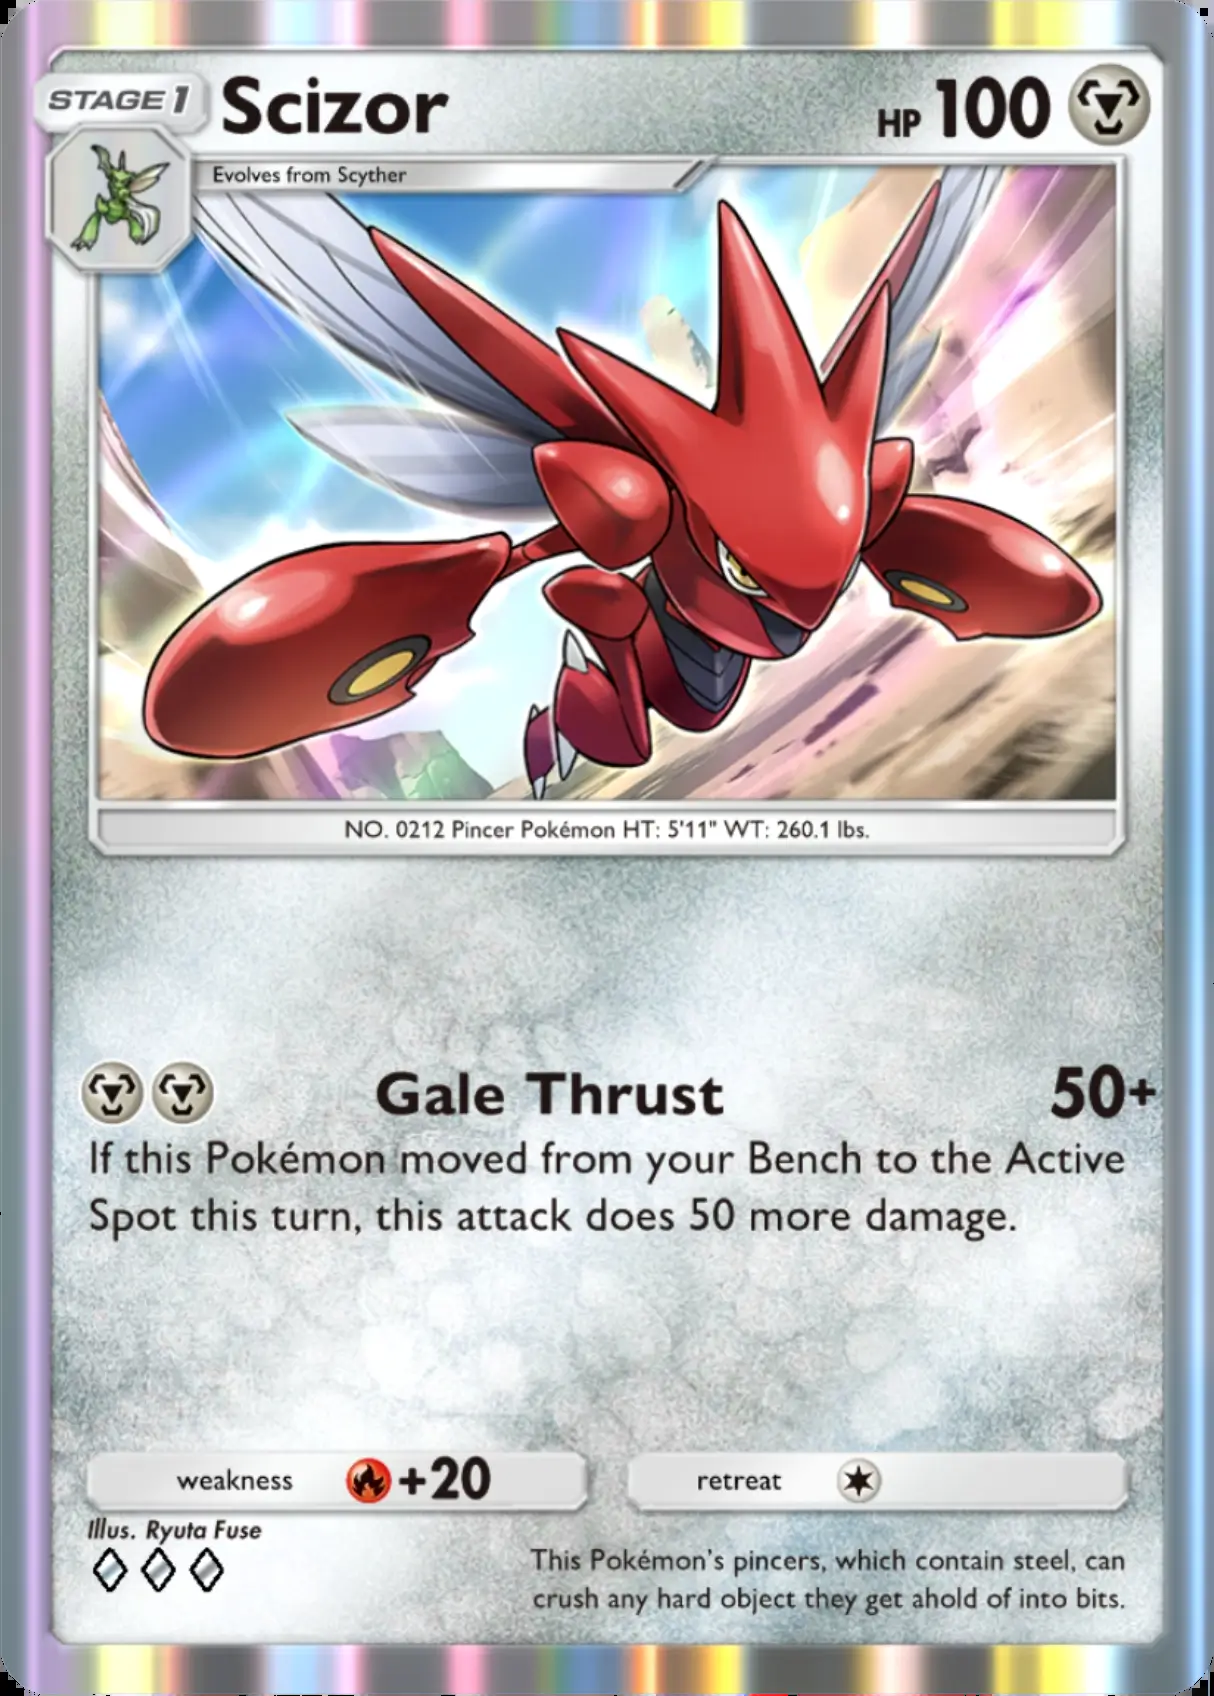 STAGE 1
Scizor
HP 100
Evolves from Scyther
NO. 0212 Pincer Pokémon HT: 5'11" WT: 260.1 lbs.
Gale Thrust 50+
If this Pokémon moved from your Bench to the Active
Spot this turn, this attack does 50 more damage.
weakness +20
retreat
Illus. Ryuta Fuse
This Pokémon's pincers, which contain steel, can
crush any hard object they get ahold of into bits.